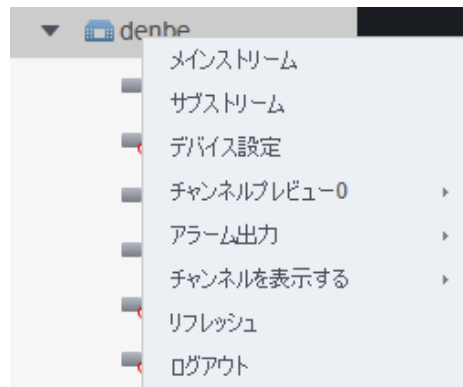 denbe
メインストリーム
サブストリーム
デバイス設定
チャンネルプレビュー0
アラーム出力
チャンネルを表示する
リフレッシュ
ログアウト